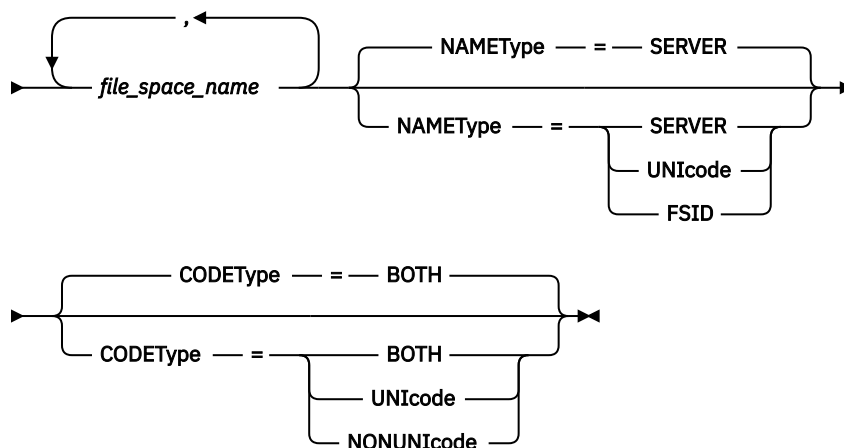 ,
file_space_name
NAMEType = SERVER
NAMEType = SERVER
UNIcode
FSID
CODEType = BOTH
CODEType = BOTH
UNIcode
NONUNIcode